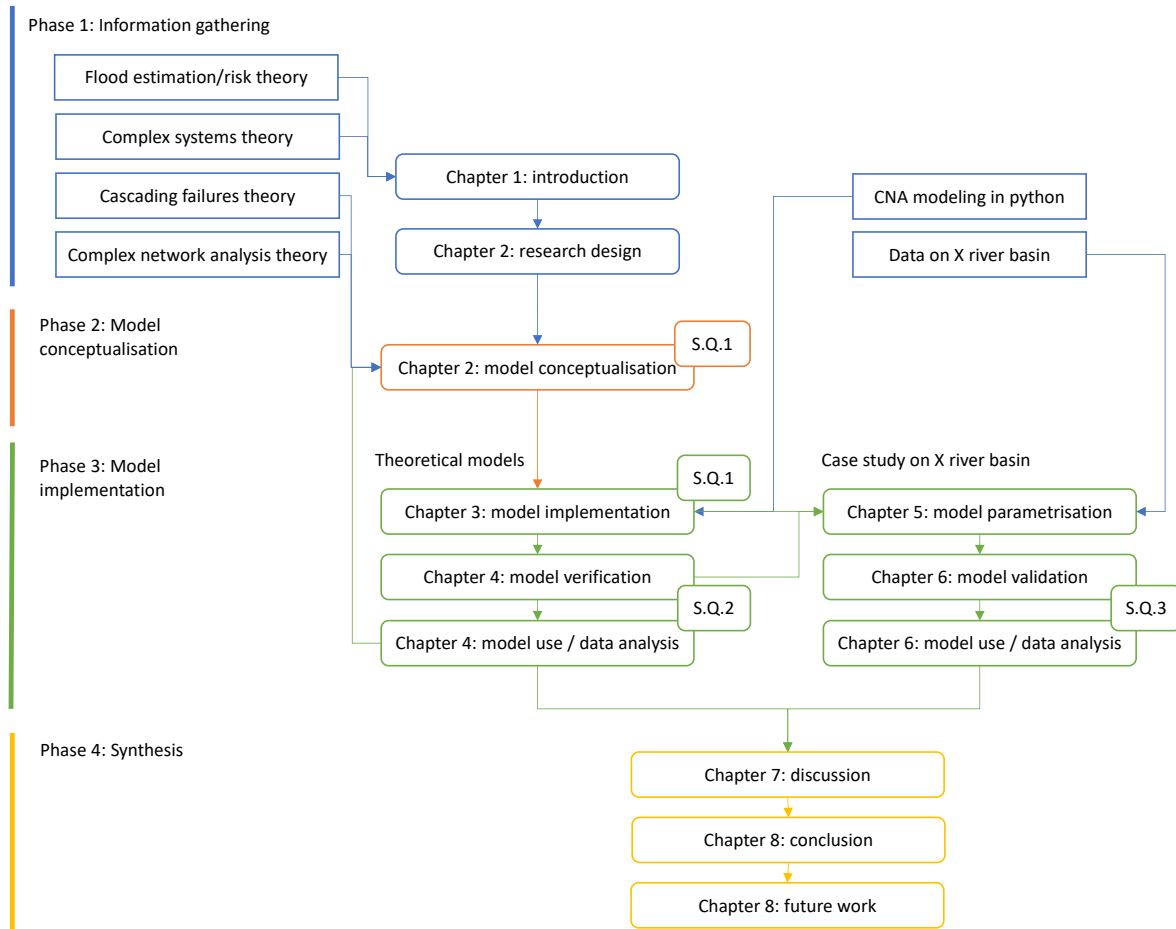 Phase 1: Information gathering
Flood estimation/risk theory
Complex systems theory
Cascading failures theory
Complex network analysis theory
Chapter 1: introduction
Chapter 2: research design
CNA modeling in python
Data on X river basin
Phase 2: Model
conceptualisation
S.Q.1
Chapter 2: model conceptualisation
Phase 3: Model
implementation
Theoretical models
S.Q.1
Chapter 3: model implementation
Chapter 4: model verification
S.Q.2
Chapter 4: model use / data analysis
Case study on X river basin
Chapter 5: model parametrisation
Chapter 6: model validation
S.Q.3
Chapter 6: model use / data analysis
Phase 4: Synthesis
Chapter 7: discussion
Chapter 8: conclusion
Chapter 8: future work